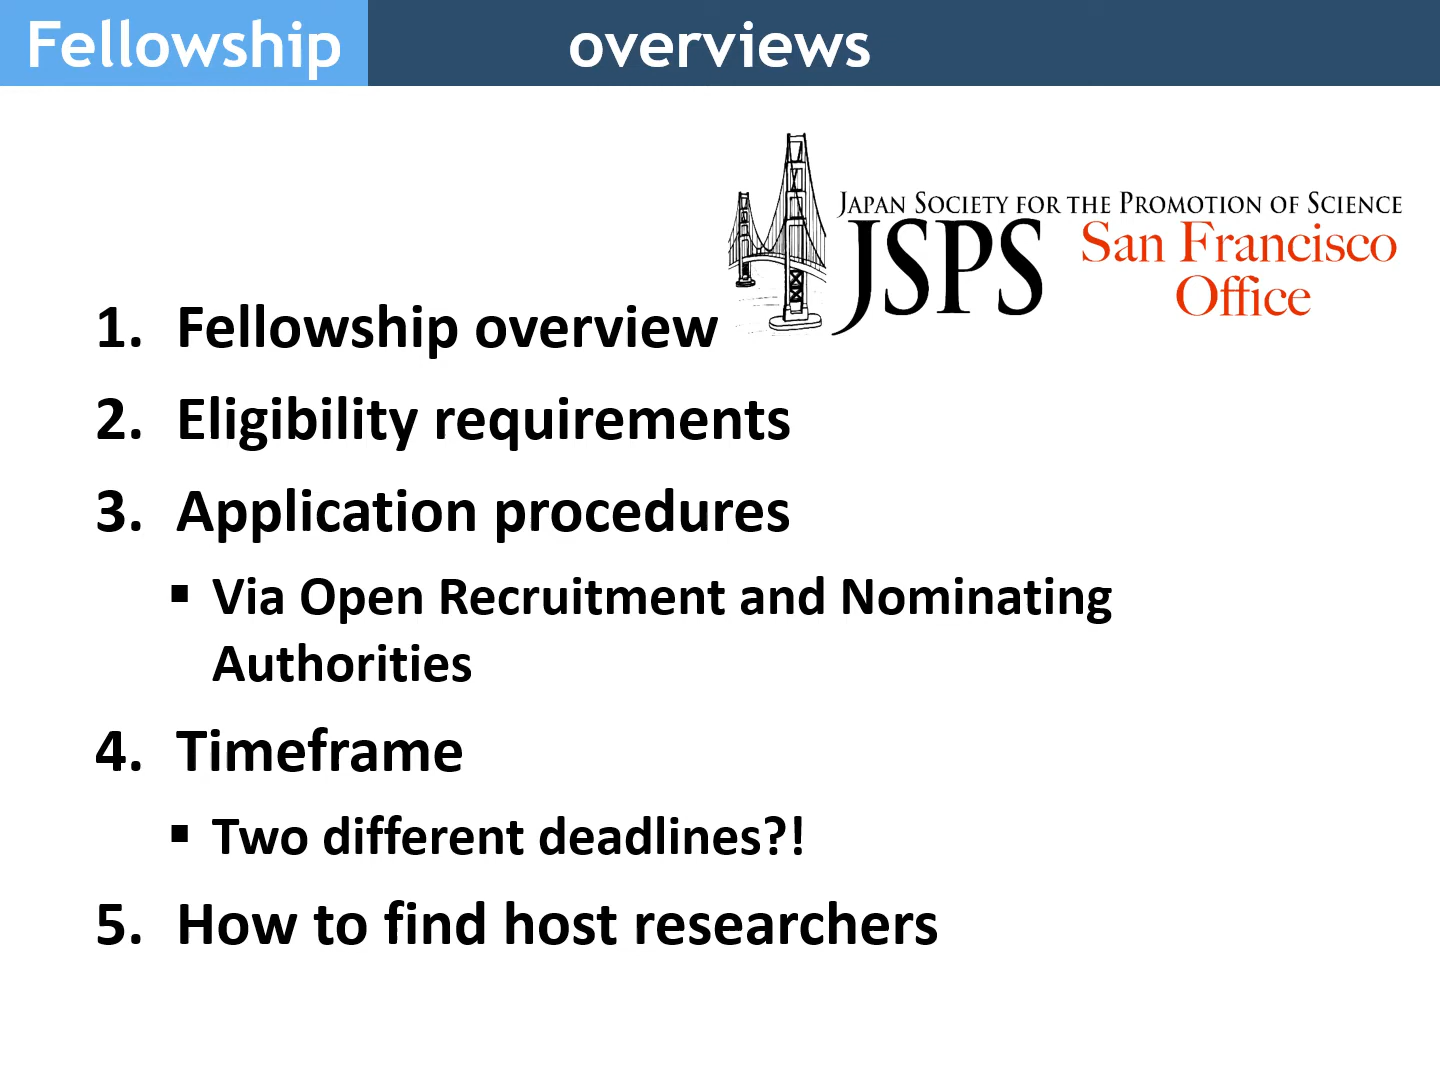 Fellowship overviews
JAPAN SOCIETY FOR THE PROMOTION OF SCIENCE
JSPS San Francisco
Office
1. Fellowship overview
2. Eligibility requirements
3. Application procedures
▪ Via Open Recruitment and Nominating
Authorities
4. Timeframe
▪ Two different deadlines?!
5. How to find host researchers